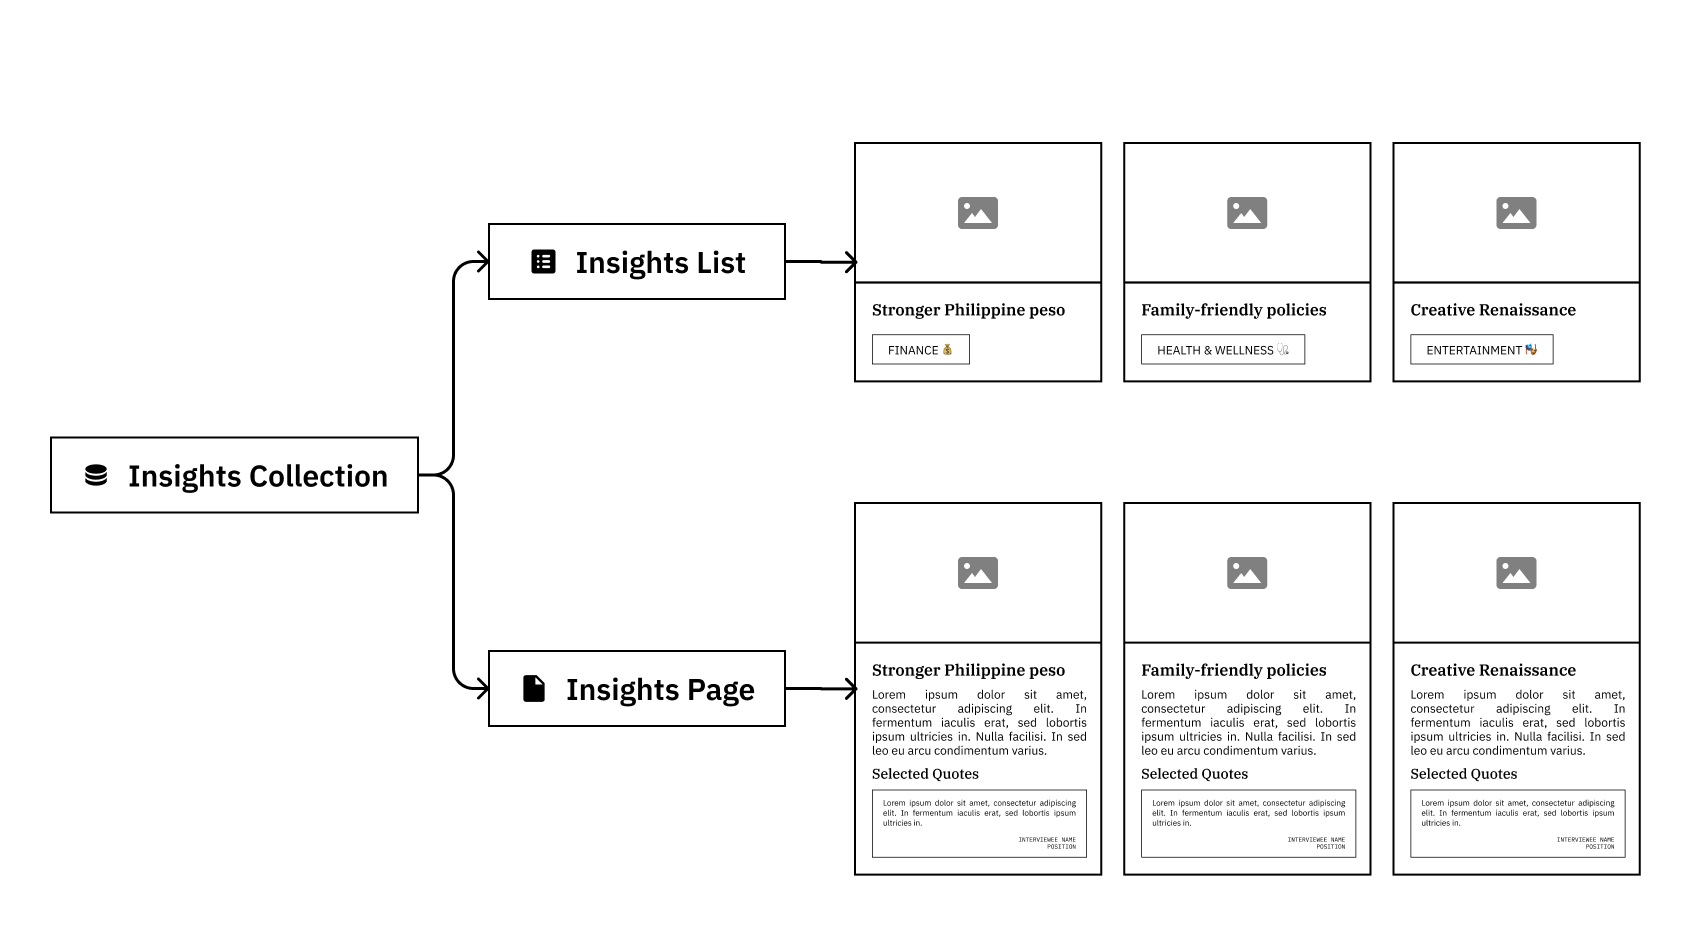 Insights Collection
Insights List
Stronger Philippine peso
FINANCE 💰
Family-friendly policies
HEALTH & WELLNESS 🩺
Creative Renaissance
ENTERTAINMENT
Insights Page
Stronger Philippine peso
Lorem ipsum dolor sit amet,
consectetur adipiscing elit. In
fermentum iaculis erat, sed lobortis
ipsum ultricies in. Nulla facilisi. In sed
leo eu arcu condimentum varius.
Selected Quotes
Lorem ipsum dolor sit amet, consectetur adipiscing
elit. In fermentum iaculis erat, sed lobortis ipsum
ultricies in.
INTERVIEWEE NAME
POSITION
Family-friendly policies
Lorem ipsum dolor sit amet,
consectetur adipiscing elit. In
fermentum iaculis erat, sed lobortis
ipsum ultricies in. Nulla facilisi. In sed
leo eu arcu condimentum varius.
Selected Quotes
Lorem ipsum dolor sit amet, consectetur adipiscing
elit. In fermentum iaculis erat, sed lobortis ipsum
ultricies in.
INTERVIEWEE NAME
POSITION
Creative Renaissance
Lorem ipsum dolor sit amet,
consectetur adipiscing elit. In
fermentum iaculis erat, sed lobortis
ipsum ultricies in. Nulla facilisi. In sed
leo eu arcu condimentum varius.
Selected Quotes
Lorem ipsum dolor sit amet, consectetur adipiscing
elit. In fermentum iaculis erat, sed lobortis ipsum
ultricies in.
INTERVIEWEE NAME
POSITION